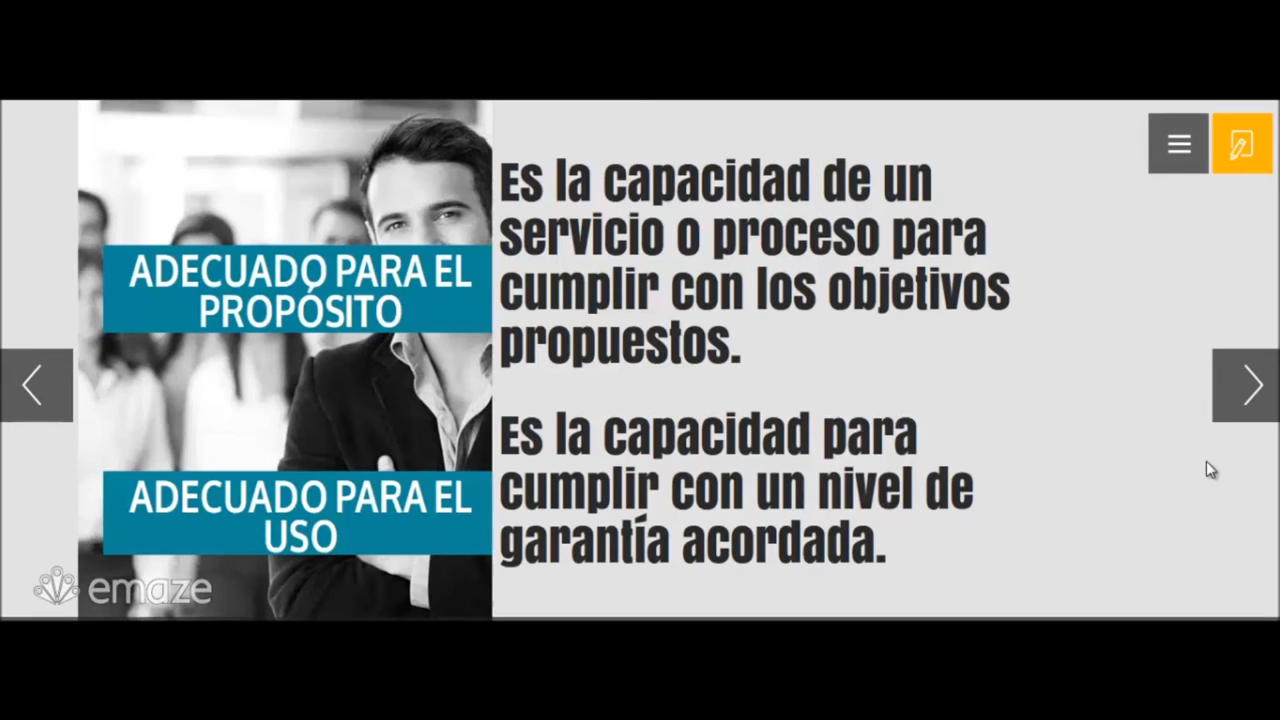 ADECUADO PARA EL
PROPÓSITO
Es la capacidad de un
servicio o proceso para
cumplir con los objetivos
propuestos.
ADECUADO PARA EL
USO
Es la capacidad para
cumplir con un nivel de
garantía acordada.
emaze